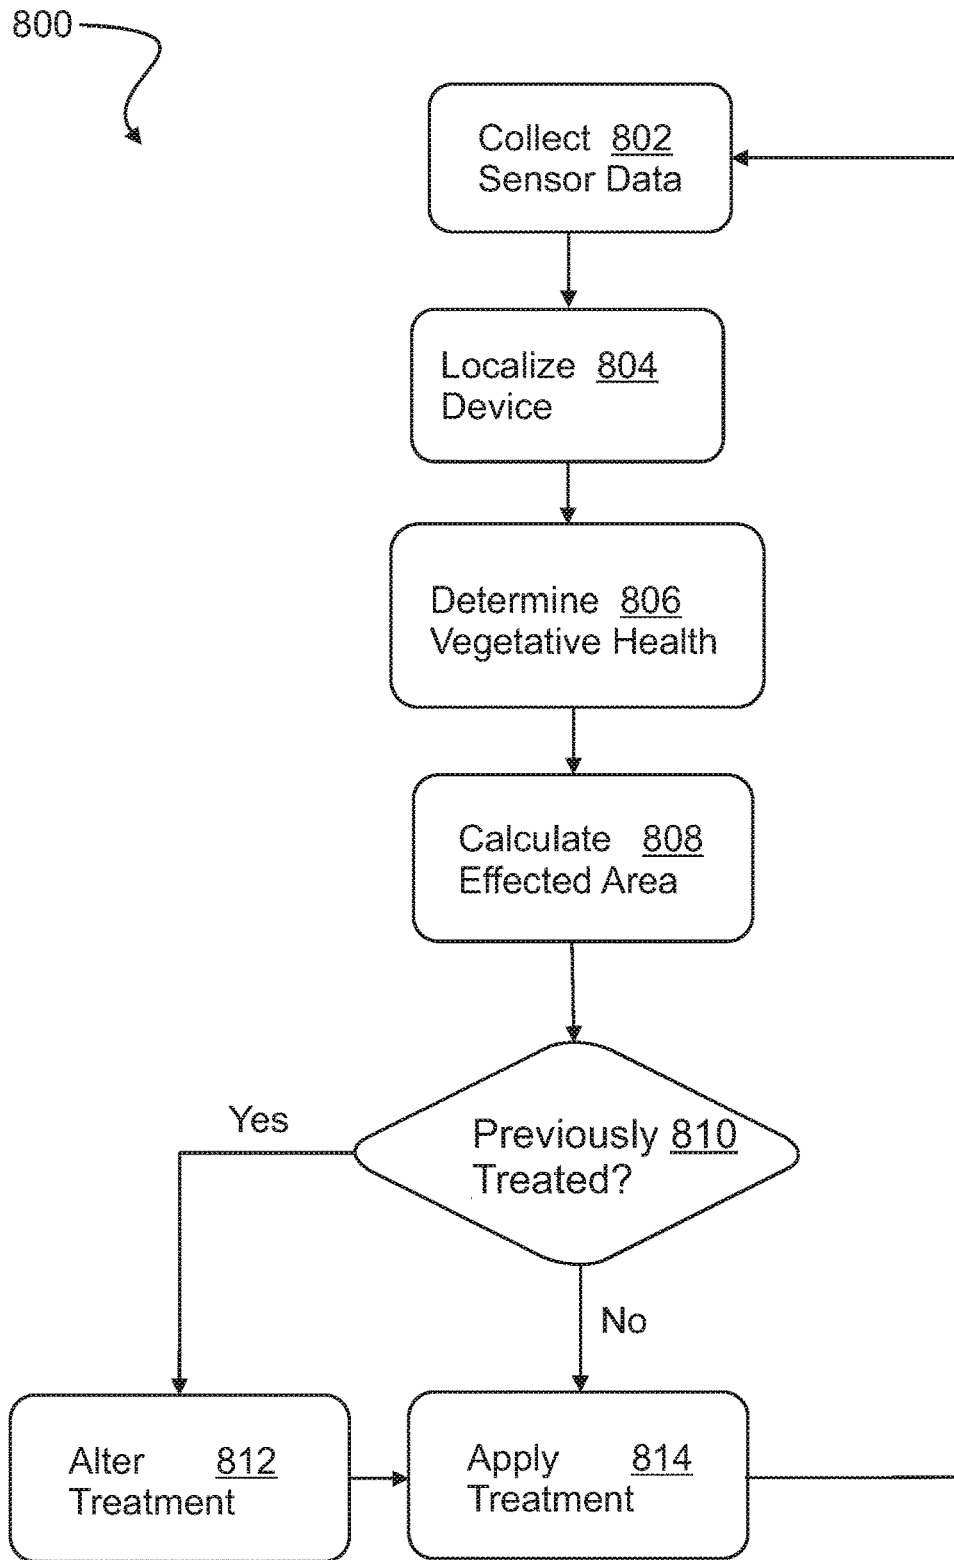 800
Collect 802
Sensor Data
Localize 804
Device
Determine 806
Vegetative Health
Calculate 808
Effected Area
Previously 810
Treated?
Yes
No
Alter 812
Treatment
Apply 814
Treatment